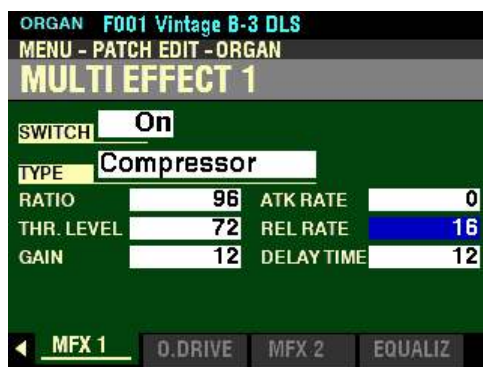 ORGAN F001 Vintage B-3 DLS
MENU - PATCH EDIT - ORGAN
MULTI EFFECT 1
SWITCH On
TYPE Compressor
RATIO 96 ATK RATE 0
THR. LEVEL 72 REL RATE 16
GAIN 12 DELAY TIME 12
MFX 1 O.DRIVE MFX 2 EQUALIZ